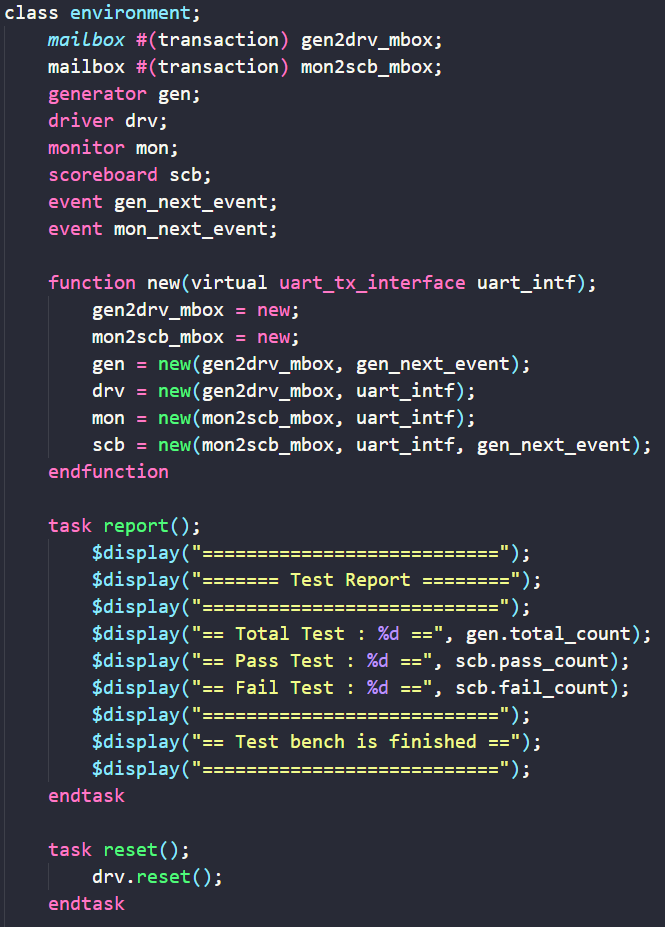 class environment;
    mailbox #(transaction) gen2drv_mbox;
    mailbox #(transaction) mon2scb_mbox;
    generator gen;
    driver drv;
    monitor mon;
    scoreboard scb;
    event gen_next_event;
    event mon_next_event;

    function new(virtual uart_tx_interface uart_intf);
        gen2drv_mbox = new;
        mon2scb_mbox = new;
        gen = new(gen2drv_mbox, gen_next_event);
        drv = new(gen2drv_mbox, uart_intf);
        mon = new(mon2scb_mbox, uart_intf);
        scb = new(mon2scb_mbox, uart_intf, gen_next_event);
    endfunction

    task report();
        $display("===========================");
        $display("======= Test Report ========");
        $display("===========================");
        $display("== Total Test : %d ==", gen.total_count);
        $display("== Pass Test : %d ==", scb.pass_count);
        $display("== Fail Test : %d ==", scb.fail_count);
        $display("===========================");
        $display("== Test bench is finished ==");
        $display("===========================");
    endtask

    task reset();
        drv.reset();
    endtask